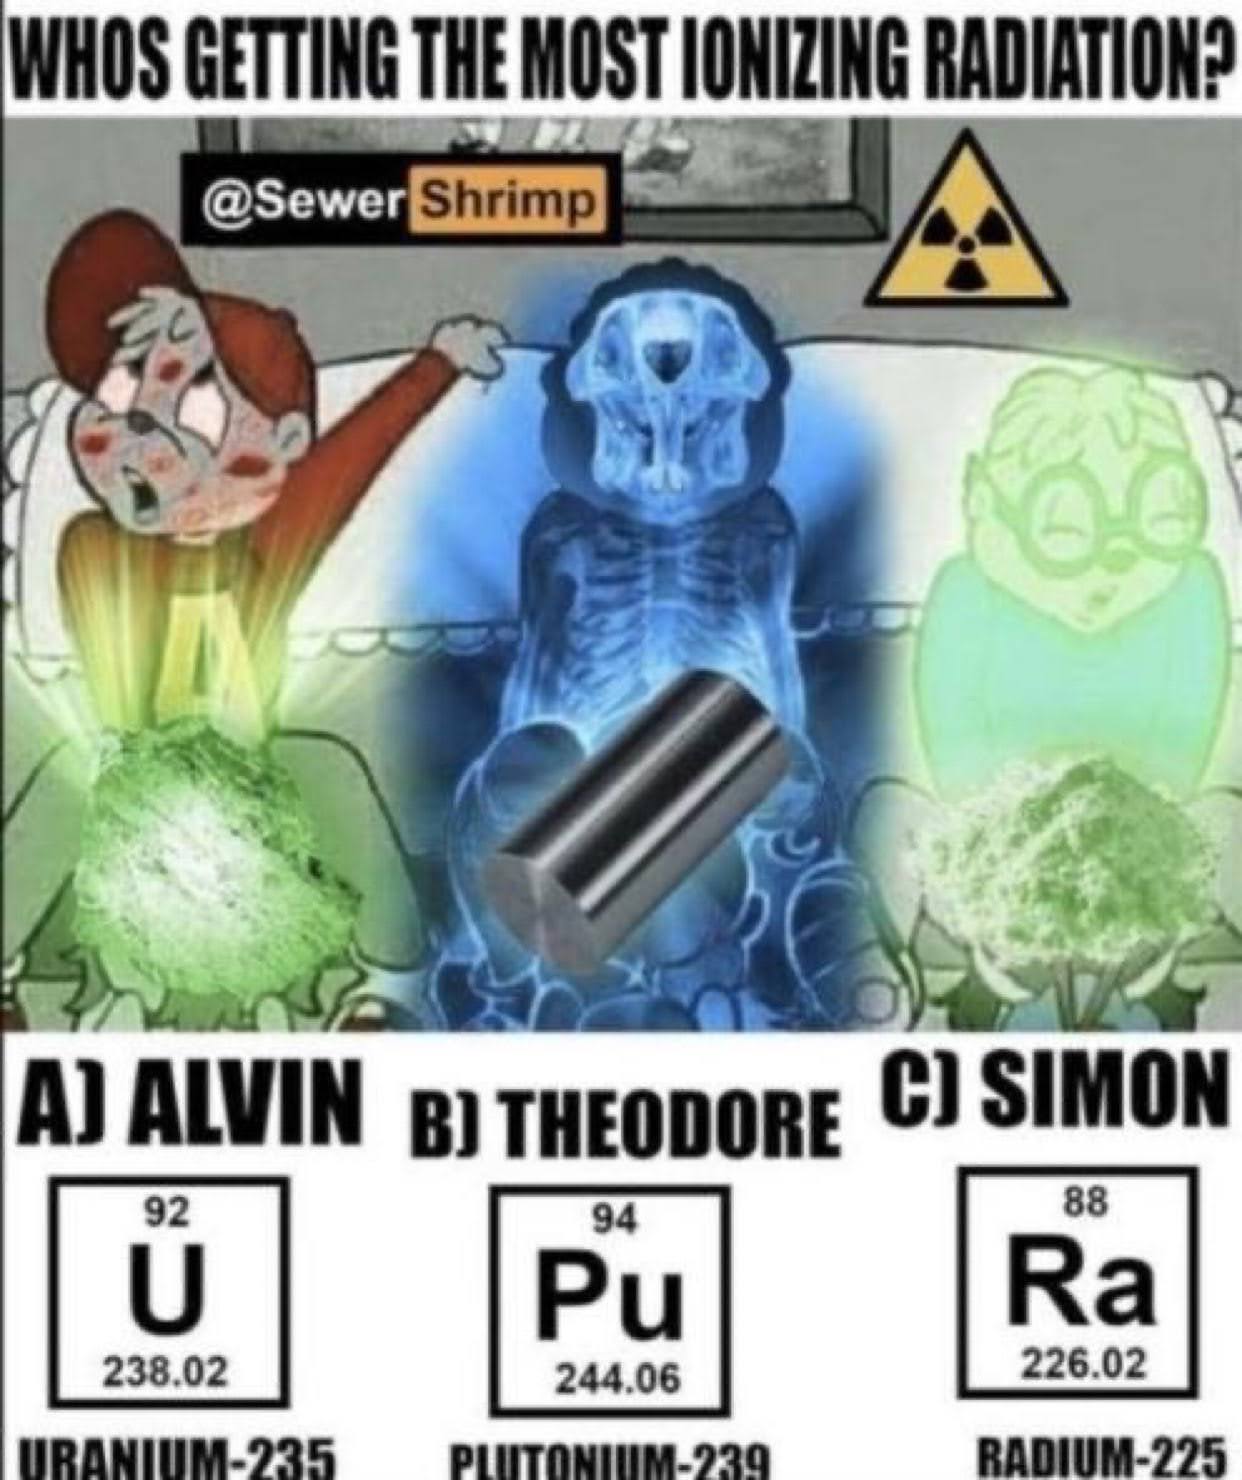 WHOS GETTING THE MOST IONIZING RADIATION?
@Sewer Shrimp
A
A) ALVIN
B) THEODORE
C) SIMON
92
U
238.02
94
Pu
244.06
88
Ra
226.02
URANIUM-235
PLUTONIUM-239
RADIUM-225